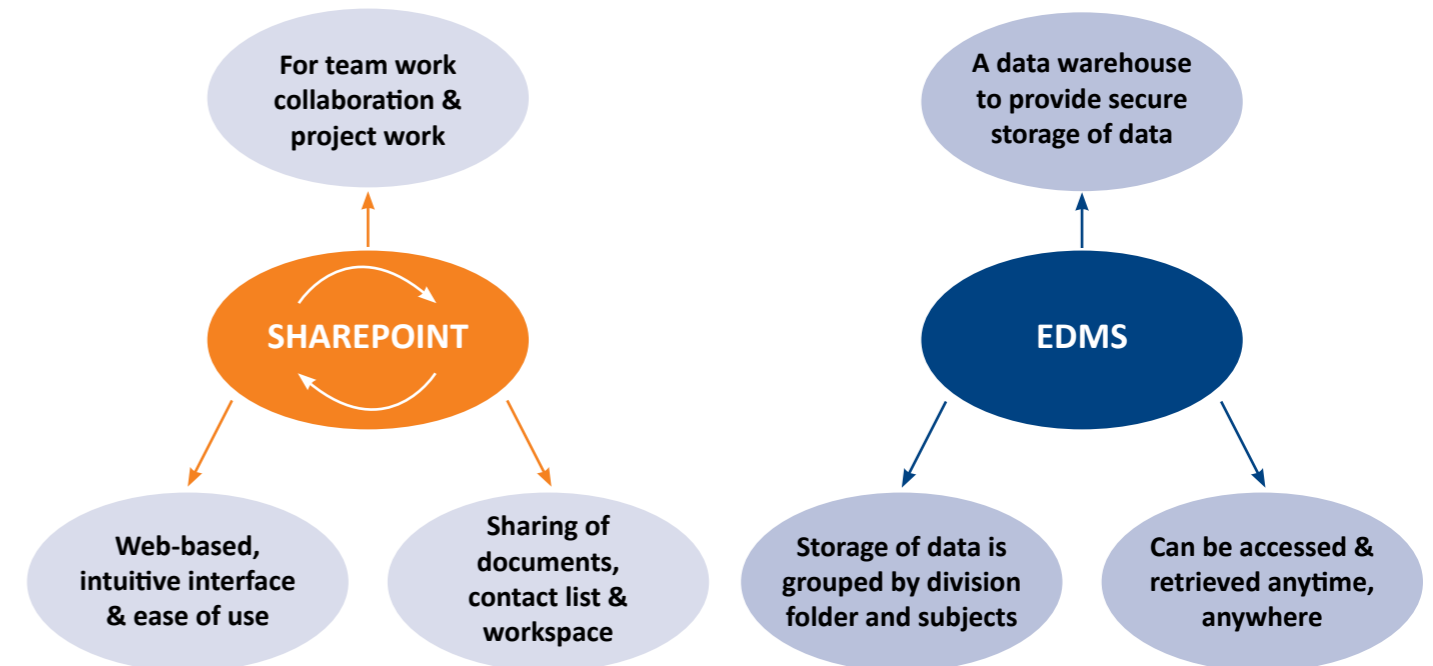 For team work
collaboration &
project work
SHAREPOINT
Web-based,
intuitive interface
& ease of use
Sharing of
documents,
contact list &
workspace
A data warehouse
to provide secure
storage of data
EDMS
Storage of data is
grouped by division
folder and subjects
Can be accessed &
retrieved anytime,
anywhere